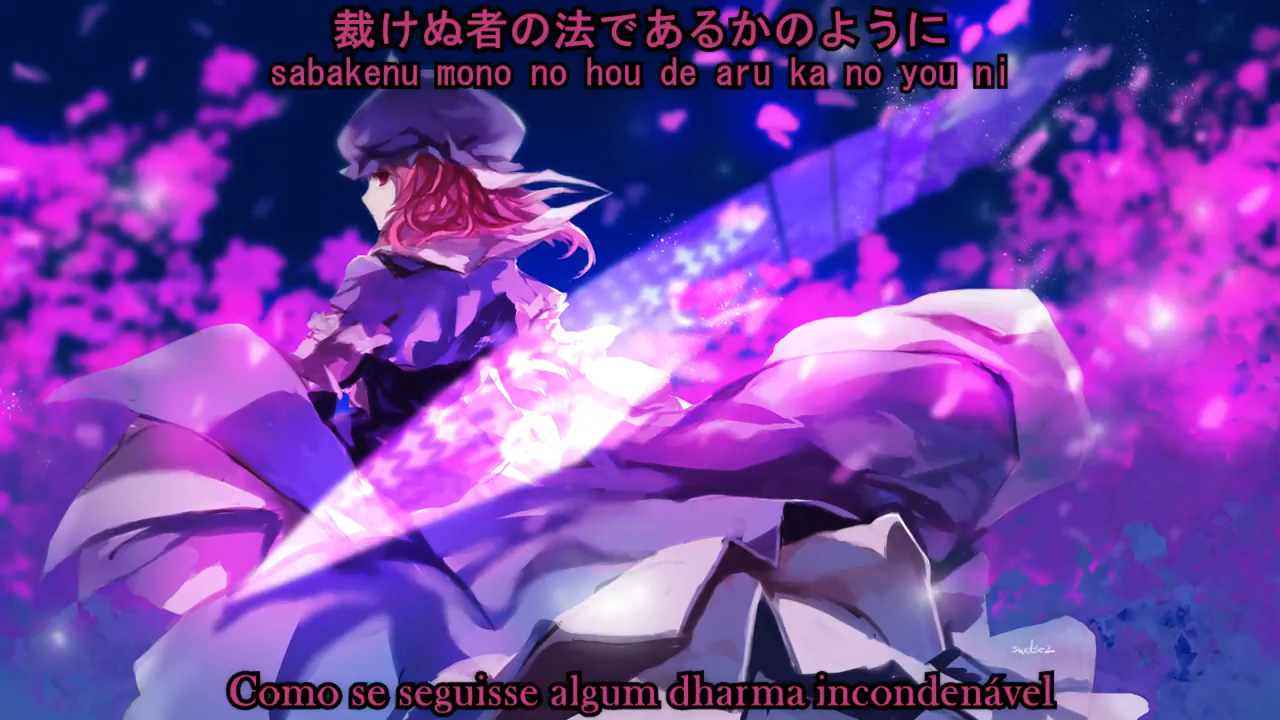 裁けぬ者の法であるかのように
sabakenu mono no hou de aru ka no you ni
swdse2
Como se seguisse algum dharma incondenável